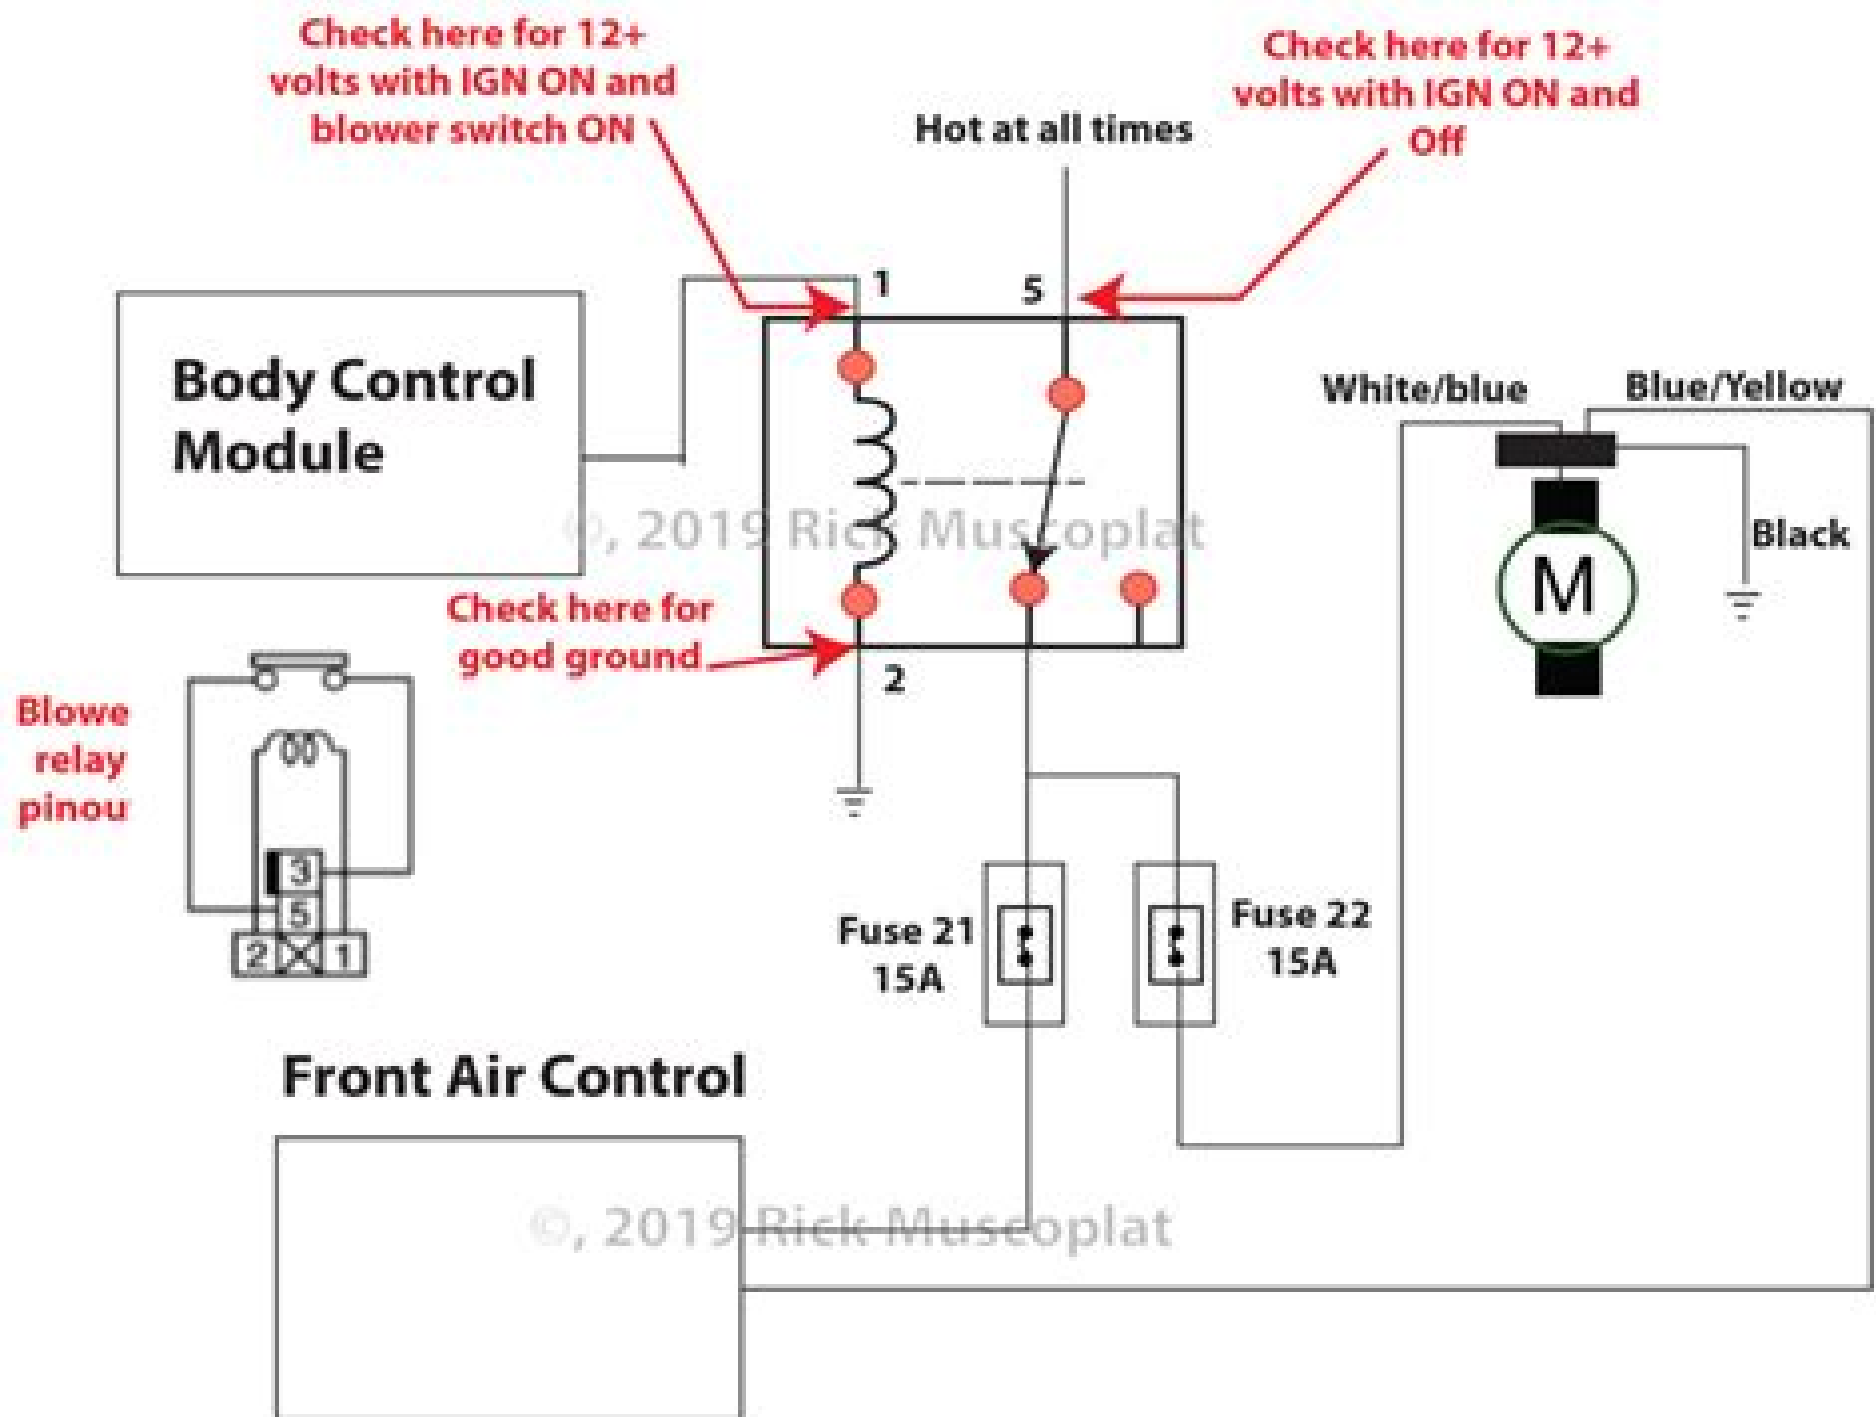 Check here for 12+
volts with IGN ON and
blower switch ON
Check here for 12+
volts with IGN ON and
Off
Hot at all times
1
5
Body Control
Module
White/blue
Blue/Yellow
©, 2019 Rick Muscoplat
Black
M
Check here for
good ground
2
Blowe
relay
pinou
3
5
2
1
Fuse 21
15A
Fuse 22
15A
Front Air Control
©, 2019 Rick Muscoplat